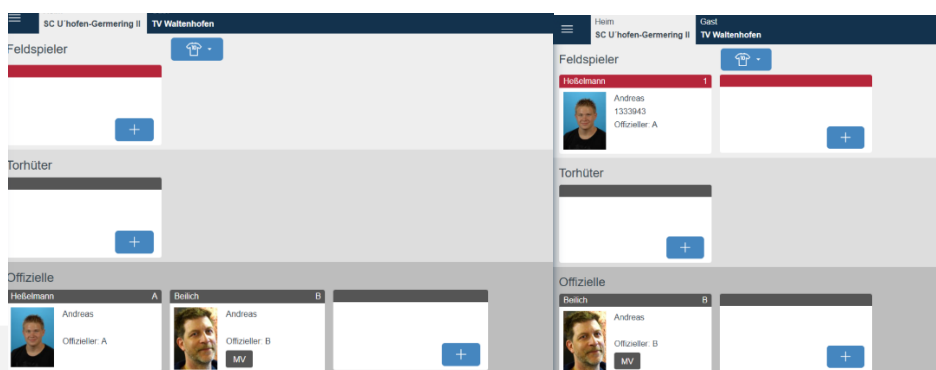 SC U´hofen-Germering II TV Waltenhofen
Feldspieler
Torhüter
Offizielle
Heßelmann A
Andreas
Offizieller: A
Beilich B
Andreas
Offizieller: B
MV
Heim Gast
SC U´hofen-Germering II TV Waltenhofen
Feldspieler
Heßelmann 1
Andreas
1333943
Offizieller: A
Torhüter
Offizielle
Beilich B
Andreas
Offizieller: B
MV